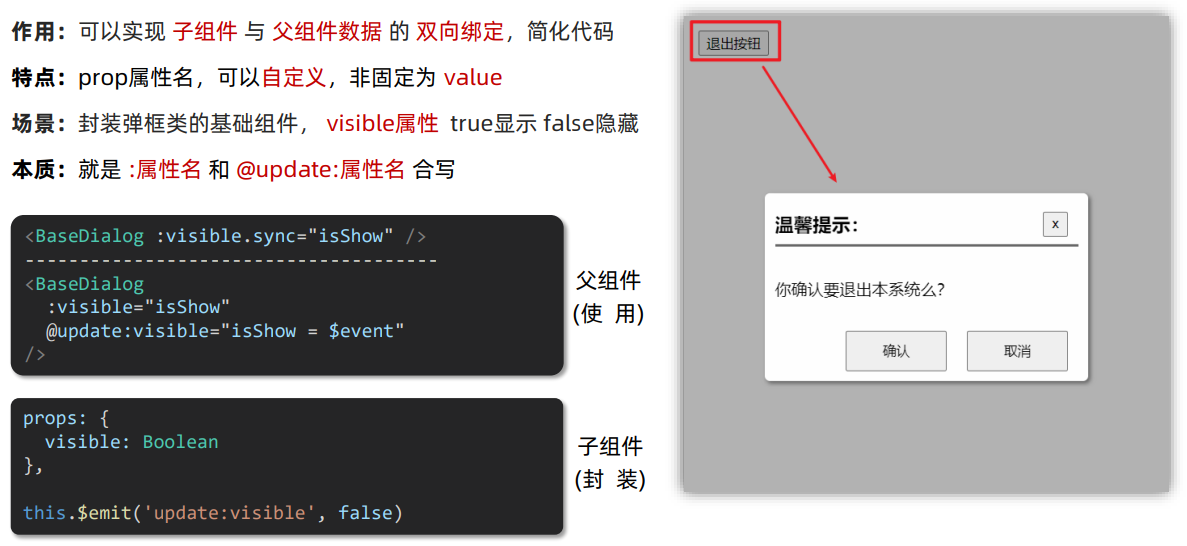 作用：可以实现 子组件 与 父组件数据 的 双向绑定，简化代码
特点：prop属性名，可以自定义，非固定为 value
场景：封装弹框类的基础组件， visible属性 true显示 false隐藏
本质：就是 :属性名 和 @update:属性名 合写
<BaseDialog :visible.sync="isShow" />
--------------------------------------
<BaseDialog
  :visible="isShow"
  @update:visible="isShow = $event"
/>
父组件
(使 用)
props: {
  visible: Boolean
},
this.$emit('update:visible', false)
子组件
(封 装)
退出按钮
温馨提示：
x
你确认要退出本系统么？
确认
取消